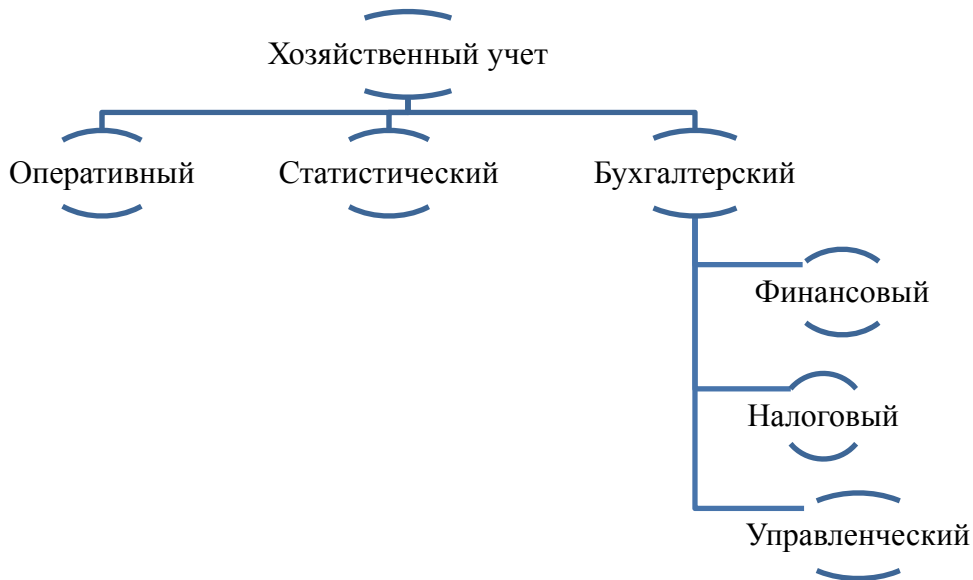 Хозяйственный учет
Оперативный
Статистический
Бухгалтерский
Финансовый
Налоговый
Управленческий